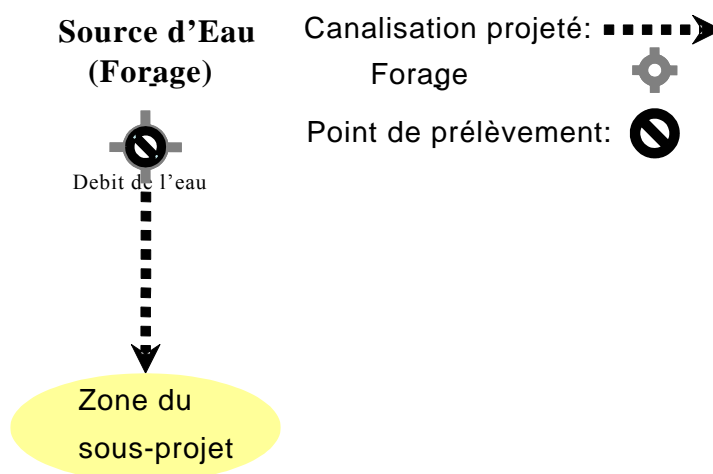 Source d’Eau
(Forage)
Debit de l’eau
Zone du
sous-projet
Canalisation projeté:
Forage
Point de prélèvement: